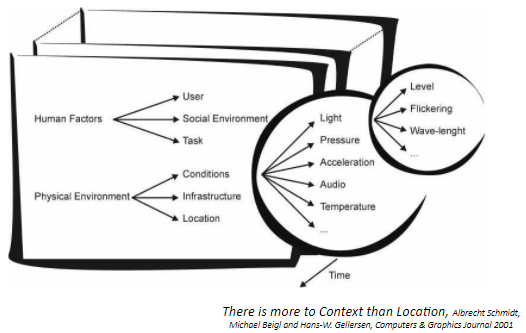 Human Factors
User
Social Environment
Task
Physical Environment
Conditions
Infrastructure
Location
Light
Pressure
Acceleration
Audio
Temperature
...
Level
Flickering
Wave-lenght
...
Time
There is more to Context than Location, Albrecht Schmidt,
Michael Beigl and Hans-W. Gellersen, Computers & Graphics Journal 2001